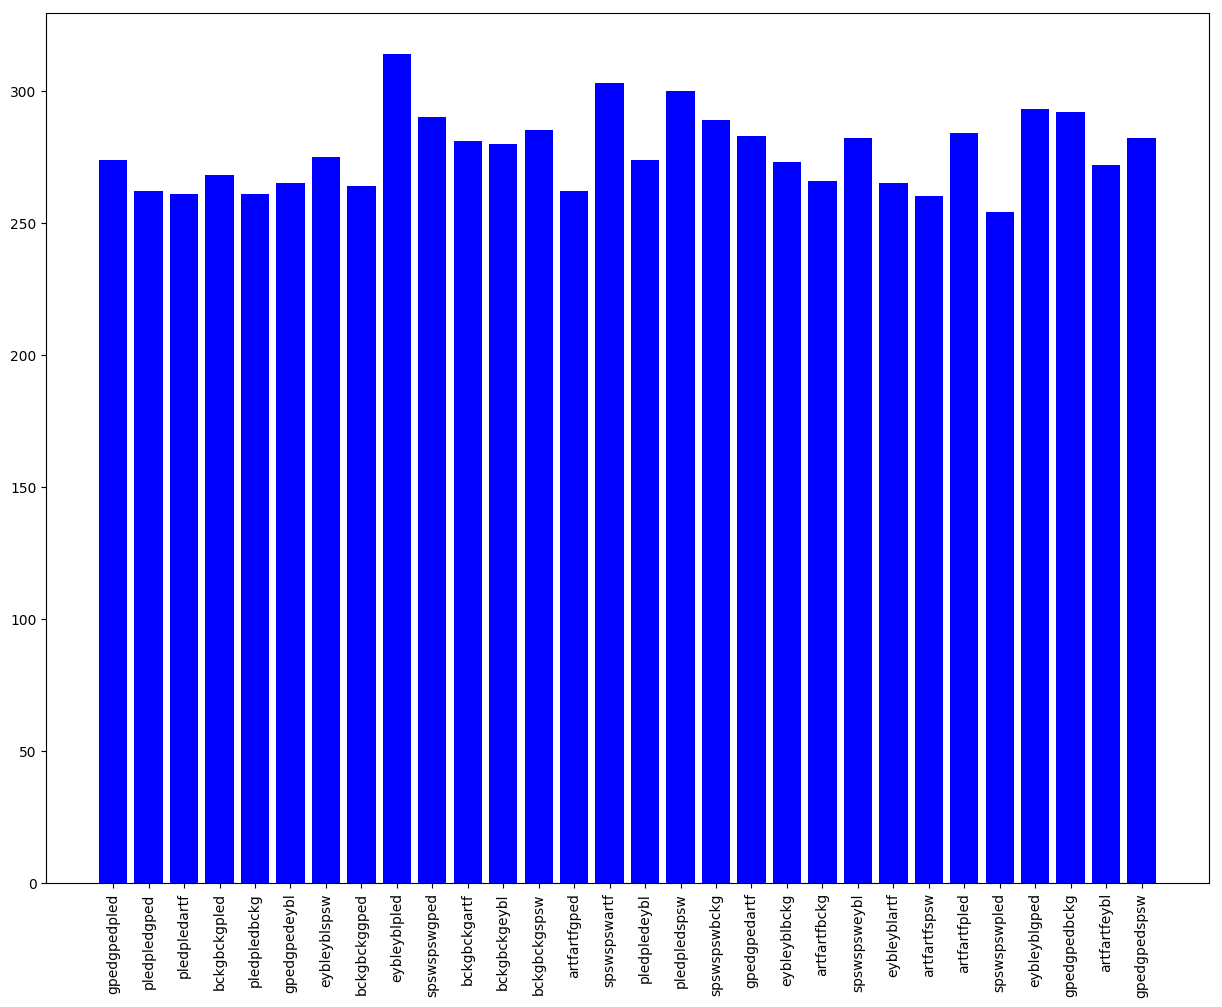 300
250
200
150
100
50
0
gpedgpedpled
pledpledgped
pledpledartf
bckgbckgpled
pledpledbckg
gpedgpedeybl
eybleyblspsw
bckgbckggped
eybleyblpled
spswspswgped
bckgbckgartf
bckgbckgeybl
bckgbckgspsw
artfartfgped
spswspswartf
pledpledeybl
pledpledspsw
spswspswbckg
gpedgpedartf
eybleyblbckg
artfartfbckg
spswspsweybl
eybleyblartf
artfartfspsw
artfartfpled
spswspswpled
eybleyblgped
gpedgpedbckg
artfartfeybl
gpedgpedspsw